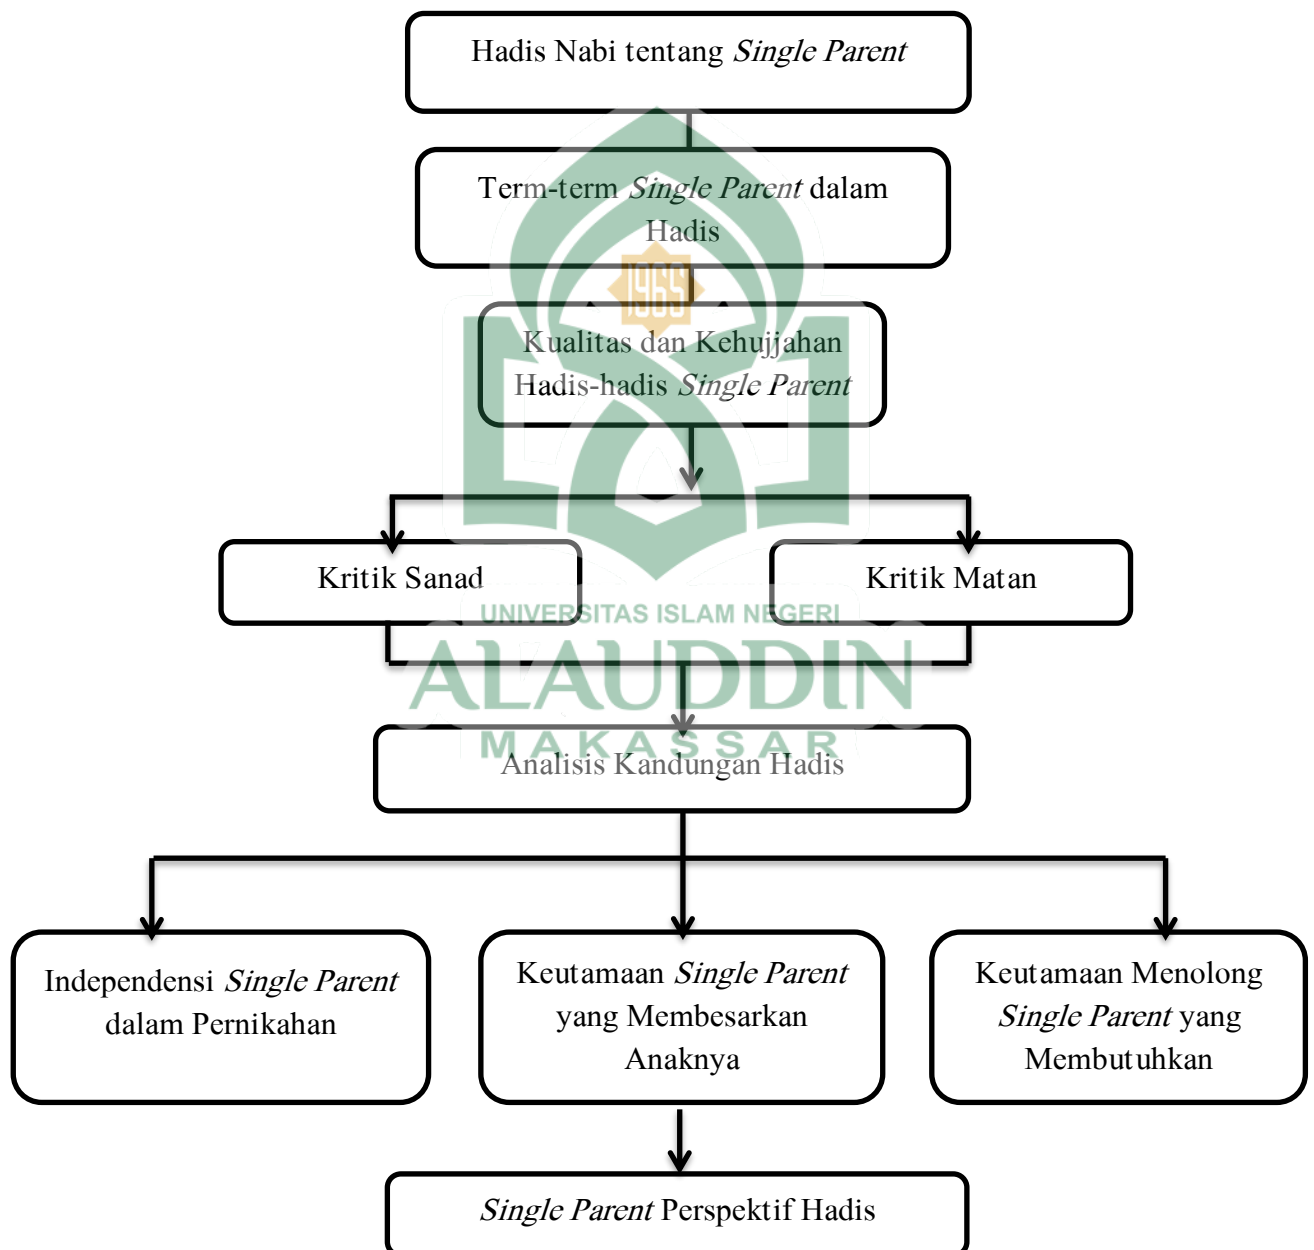 Hadis Nabi tentang Single Parent
Term-term Single Parent dalam
Hadis
1965
Kualitas dan Kehujjahan
Hadis-hadis Single Parent
Kritik Sanad
Kritik Matan
UNIVERSITAS ISLAM NEGERI
ALAUDDIN
MAKASSAR
Analisis Kandungan Hadis
Independensi Single Parent
dalam Pernikahan
Keutamaan Single Parent
yang Membesarkan
Anaknya
Keutamaan Menolong
Single Parent yang
Membutuhkan
Single Parent Perspektif Hadis